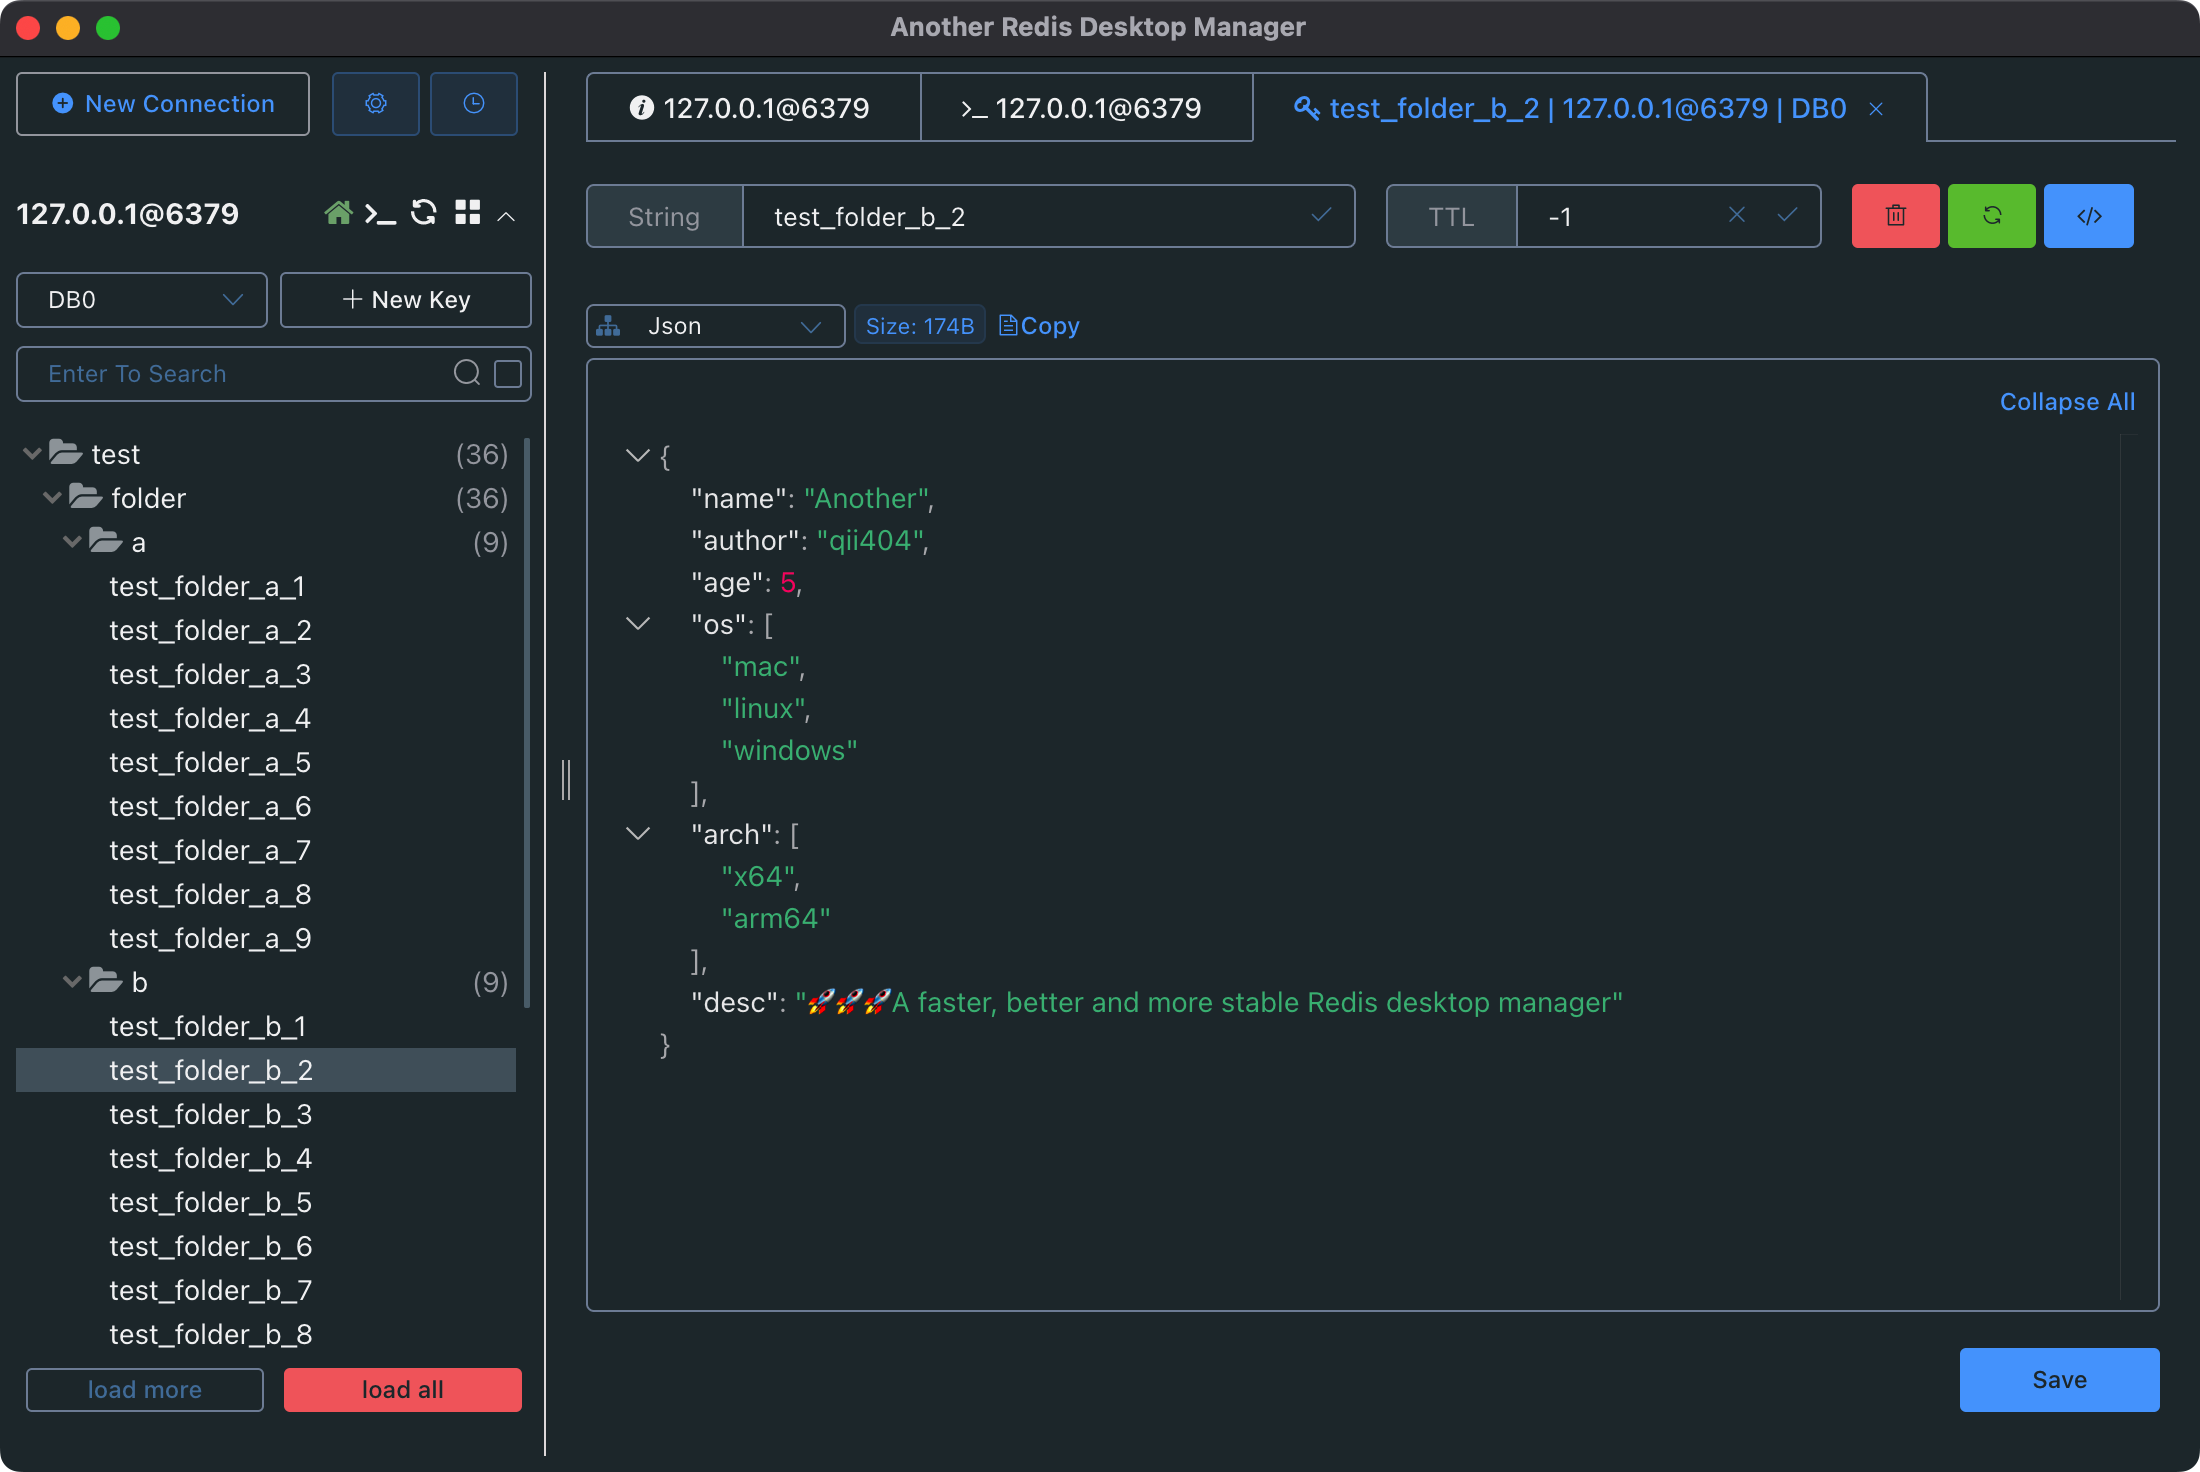 Another Redis Desktop Manager
New Connection
127.0.0.1@6379
DB0
New Key
Enter To Search
test (36)
folder (36)
a (9)
test_folder_a_1
test_folder_a_2
test_folder_a_3
test_folder_a_4
test_folder_a_5
test_folder_a_6
test_folder_a_7
test_folder_a_8
test_folder_a_9
b (9)
test_folder_b_1
test_folder_b_2
test_folder_b_3
test_folder_b_4
test_folder_b_5
test_folder_b_6
test_folder_b_7
test_folder_b_8
load more
load all
127.0.0.1@6379
>_ 127.0.0.1@6379
test_folder_b_2 | 127.0.0.1@6379 | DB0
String test_folder_b_2
TTL -1
Json
Size: 174B
Copy
Collapse All
{
"name": "Another",
"author": "qii404",
"age": 5,
"os": [
"mac",
"linux",
"windows"
],
"arch": [
"x64",
"arm64"
],
"desc": "🚀🚀🚀A faster, better and more stable Redis desktop manager"
}
Save